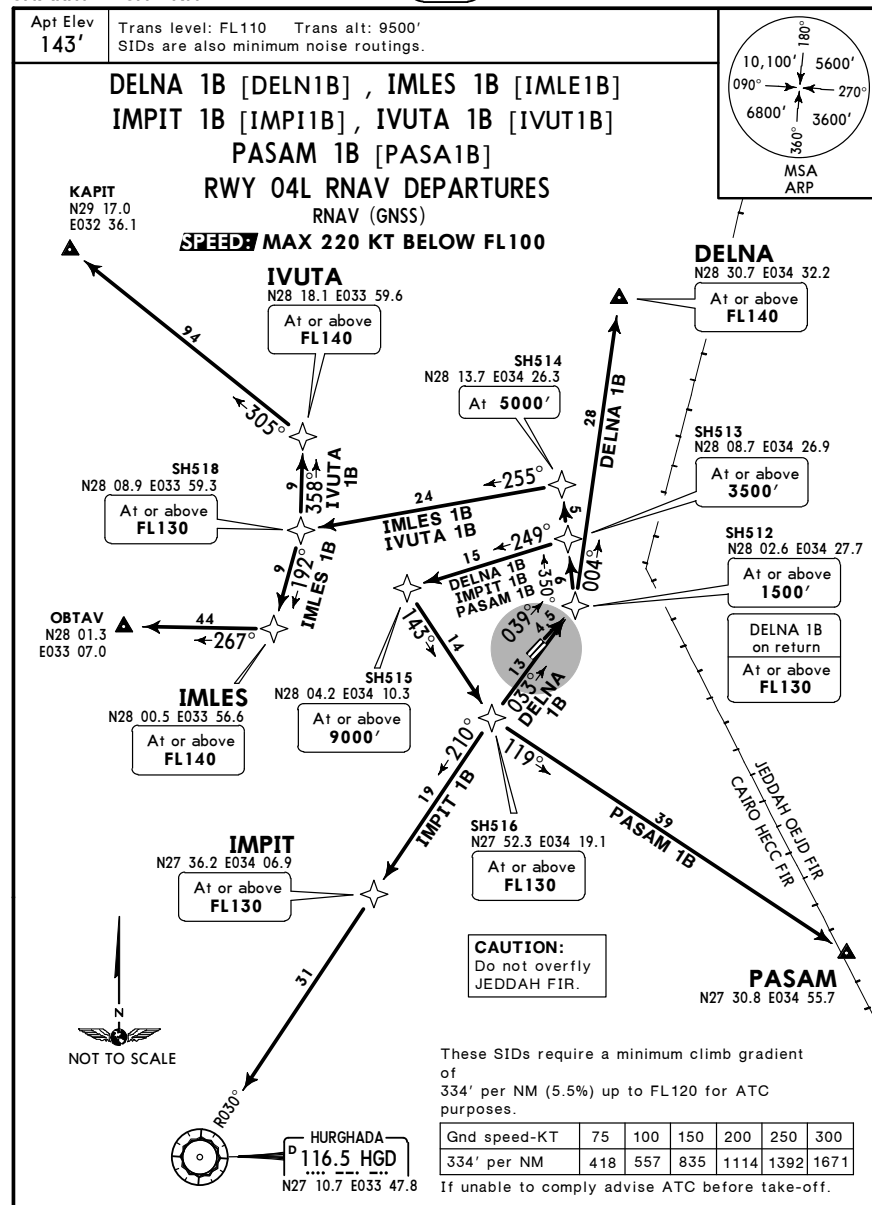 Apt Elev
143'
Trans level: FL110 Trans alt: 9500'
SIDs are also minimum noise routings.
180°
10,100' 5600'
090° 270°
6800' 3600'
360°
MSA
ARP
DELNA 1B [DELN1B] , IMLES 1B [IMLE1B]
IMPIT 1B [IMPI1B] , IVUTA 1B [IVUT1B]
PASAM 1B [PASA1B]
RWY 04L RNAV DEPARTURES
RNAV (GNSS)
SPEED: MAX 220 KT BELOW FL100
KAPIT
N29 17.0
E032 36.1
IVUTA
N28 18.1 E033 59.6
At or above
FL140
DELNA
N28 30.7 E034 32.2
At or above
FL140
94
305°
SH514
N28 13.7 E034 26.3
At 5000'
28
DELNA 1B
SH513
N28 08.7 E034 26.9
At or above
3500'
SH518
N28 08.9 E033 59.3
At or above
FL130
9
358°
IVUTA
1B
255°
24
IMLES 1B
IVUTA 1B
5
249°
15
DELNA 1B
IMPIT 1B
PASAM 1B
350°
6
004°
SH512
N28 02.6 E034 27.7
At or above
1500'
DELNA 1B
on return
At or above
FL130
9
192°
IMLES 1B
OBTAV
N28 01.3
E033 07.0
44
267°
039°
4.5
143°
14
13
033°
DELNA
1B
IMLES
N28 00.5 E033 56.6
At or above
FL140
SH515
N28 04.2 E034 10.3
At or above
9000'
210°
19
IMPIT 1B
119°
39
PASAM 1B
JEDDAH OEJD FIR
CAIRO HECC FIR
SH516
N27 52.3 E034 19.1
At or above
FL130
IMPIT
N27 36.2 E034 06.9
At or above
FL130
CAUTION:
Do not overfly
JEDDAH FIR.
PASAM
N27 30.8 E034 55.7
31
N
NOT TO SCALE
R030°
HURGHADA
D 116.5 HGD
N27 10.7 E033 47.8
These SIDs require a minimum climb gradient
of
334' per NM (5.5%) up to FL120 for ATC
purposes.
Gnd speed-KT 75 100 150 200 250 300
334' per NM 418 557 835 1114 1392 1671
If unable to comply advise ATC before take-off.